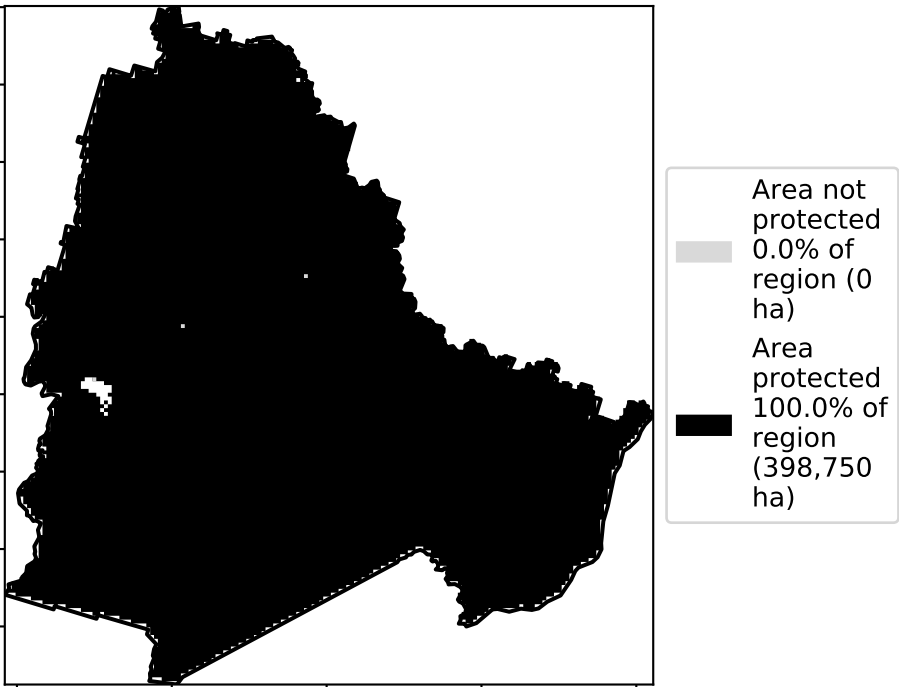 Area not
protected
0.0% of
region (0
ha)
Area
protected
100.0% of
region
(398,750
ha)